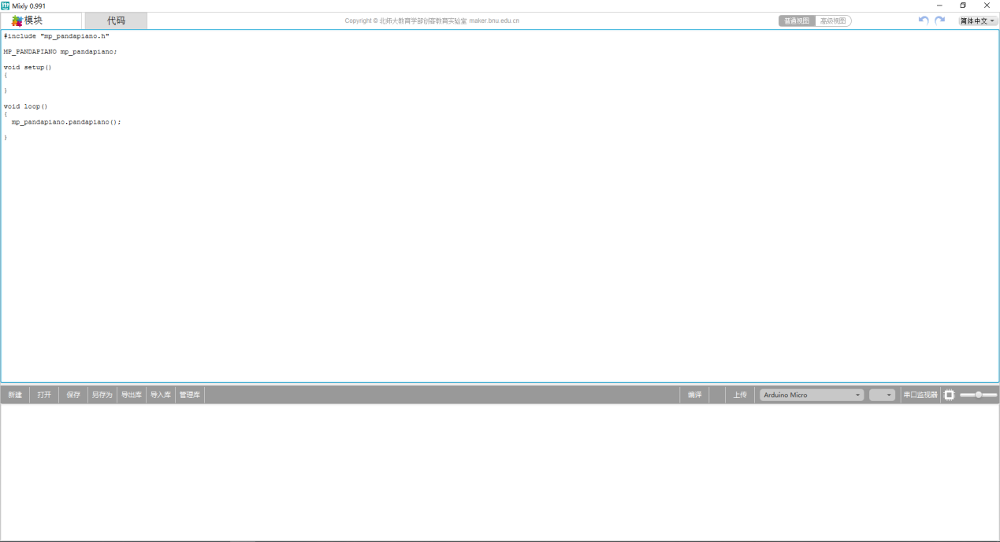 Mixly 0.991
模块 代码 Copyright © 北师大教育学部创客教育实验室 maker.bnu.edu.cn 普通视图 高级视图 简体中文
#include "mp_pandapiano.h"
MP_PANDAPIANO mp_pandapiano;
void setup()
{
}
void loop()
{
mp_pandapiano.pandapiano();
}
新建 打开 保存 另存为 导出库 导入库 管理库 编译 上传 Arduino Micro 串口监视器